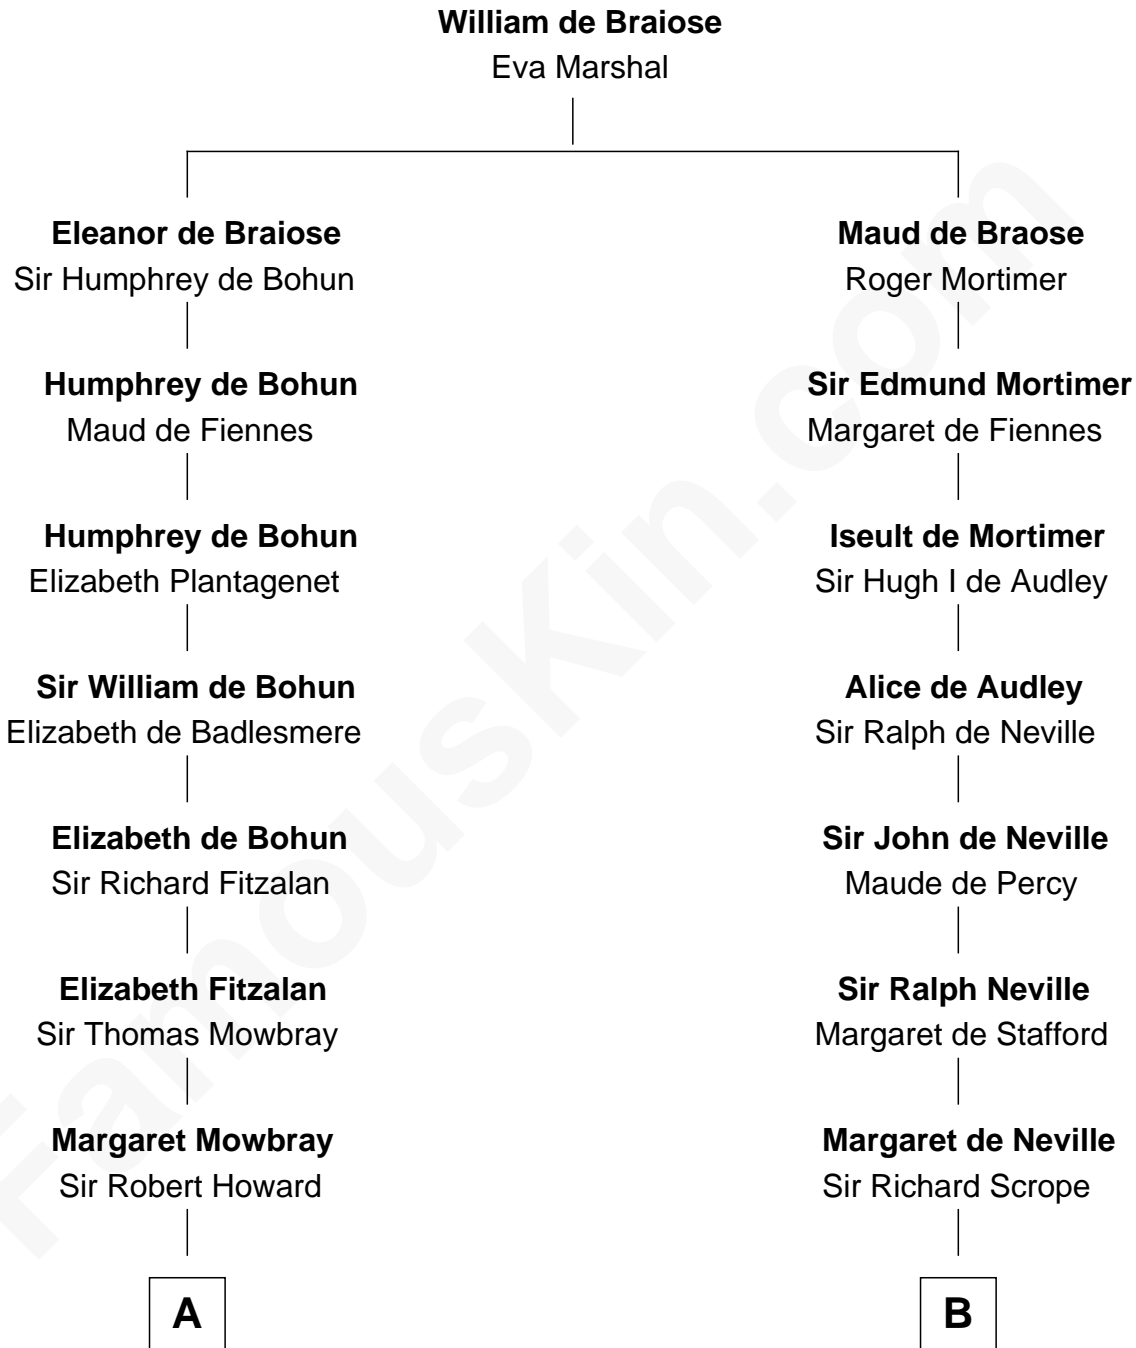 William de Braiose
Eva Marshal
Eleanor de Braiose
Sir Humphrey de Bohun
Humphrey de Bohun
Maud de Fiennes
Humphrey de Bohun
Elizabeth Plantagenet
Sir William de Bohun
Elizabeth de Badlesmere
Elizabeth de Bohun
Sir Richard Fitzalan
Elizabeth Fitzalan
Sir Thomas Mowbray
Margaret Mowbray
Sir Robert Howard
A
Maud de Braose
Roger Mortimer
Sir Edmund Mortimer
Margaret de Fiennes
Iseult de Mortimer
Sir Hugh I de Audley
Alice de Audley
Sir Ralph de Neville
Sir John de Neville
Maude de Percy
Sir Ralph Neville
Margaret de Stafford
Margaret de Neville
Sir Richard Scrope
B
FamousKin.com